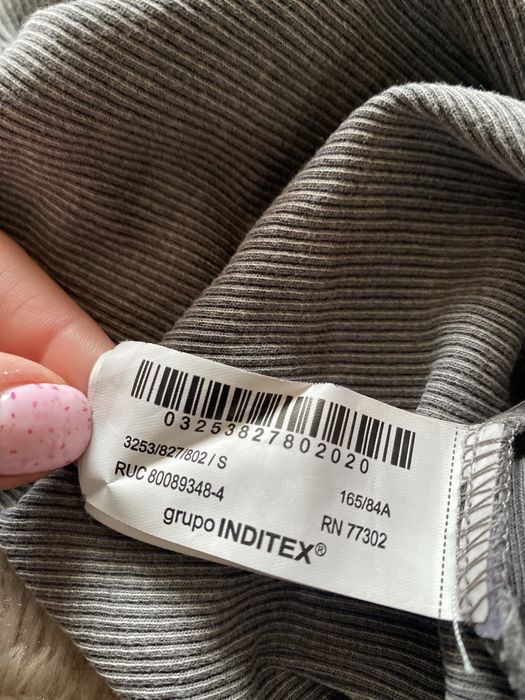 03253827802020
3253/827/802 / S
165/84A
RUC 80089348-4
RN 77302
grupo INDITEX®